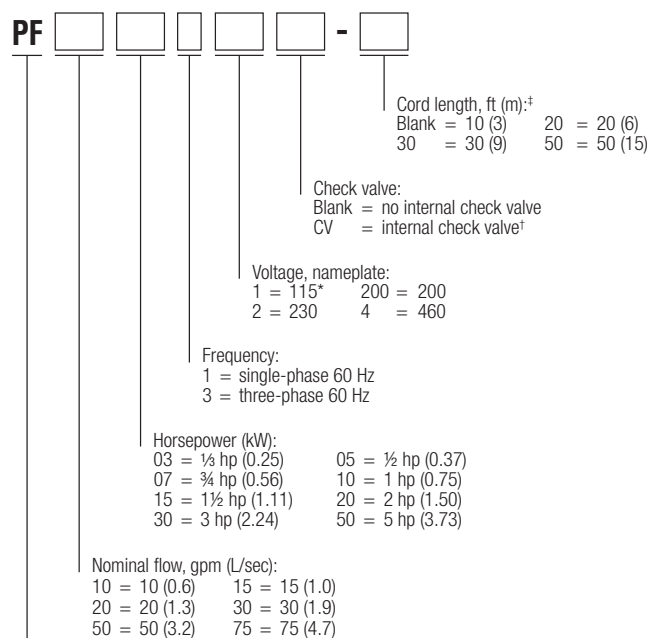 PF -
Cord length, ft (m):‡
Blank = 10 (3) 20 = 20 (6)
30 = 30 (9) 50 = 50 (15)
Check valve:
Blank = no internal check valve
CV = internal check valve†
Voltage, nameplate:
1 = 115* 200 = 200
2 = 230 4 = 460
Frequency:
1 = single-phase 60 Hz
3 = three-phase 60 Hz
Horsepower (kW):
03 = ⅓ hp (0.25) 05 = ½ hp (0.37)
07 = ¾ hp (0.56) 10 = 1 hp (0.75)
15 = 1½ hp (1.11) 20 = 2 hp (1.50)
30 = 3 hp (2.24) 50 = 5 hp (3.73)
Nominal flow, gpm (L/sec):
10 = 10 (0.6) 15 = 15 (1.0)
20 = 20 (1.3) 30 = 30 (1.9)
50 = 50 (3.2) 75 = 75 (4.7)